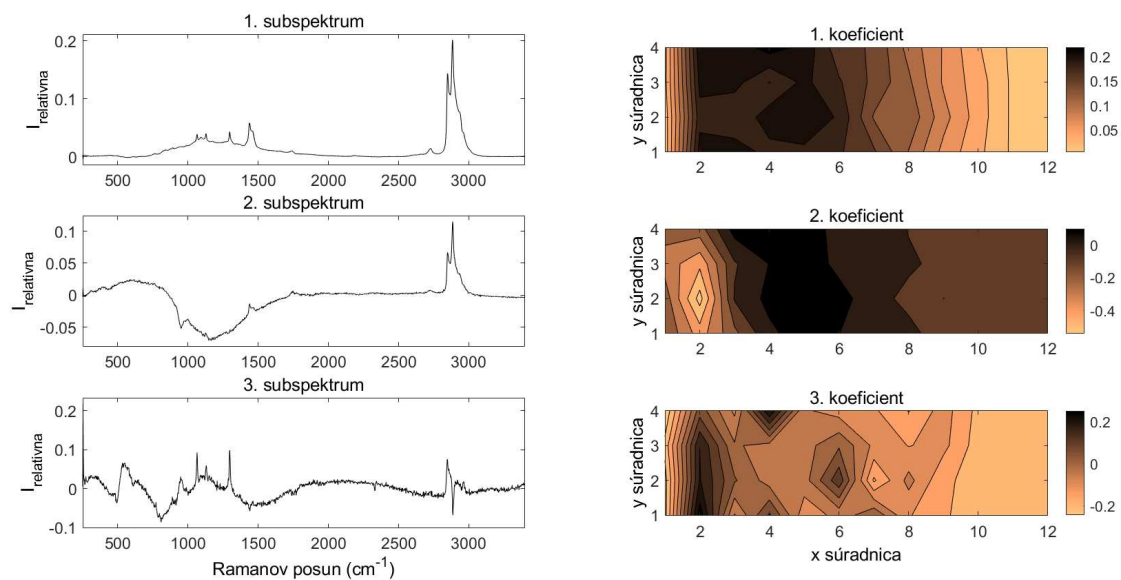 1. subspektrum
0.2
0.1
0
I_relativna
500 1000 1500 2000 2500 3000
2. subspektrum
0.1
0.05
0
-0.05
I_relativna
500 1000 1500 2000 2500 3000
3. subspektrum
0.2
0.1
0
-0.1
I_relativna
500 1000 1500 2000 2500 3000
Ramanov posun (cm⁻¹)
1. koeficient
4
3
2
1
y súradnica
2 4 6 8 10 12
0.2
0.15
0.1
0.05
2. koeficient
4
3
2
1
y súradnica
2 4 6 8 10 12
0
-0.2
-0.4
3. koeficient
4
3
2
1
y súradnica
2 4 6 8 10 12
x súradnica
0.2
0
-0.2